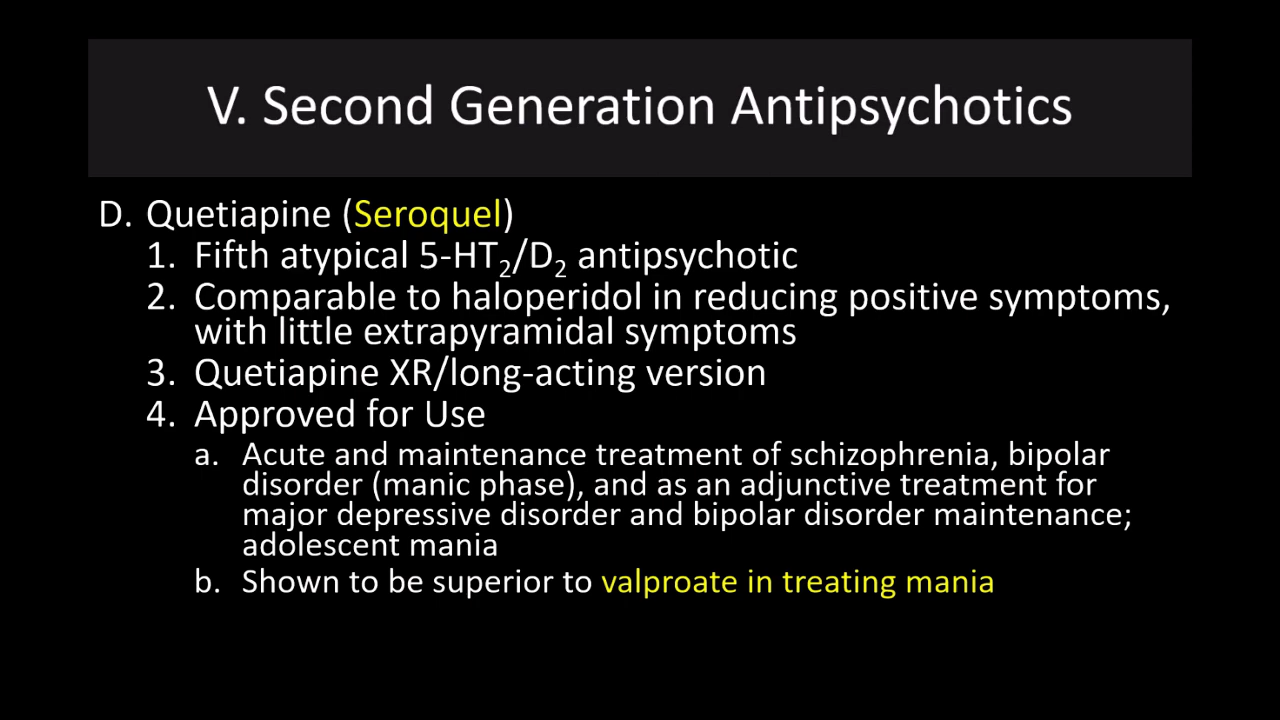 V. Second Generation Antipsychotics
D. Quetiapine (Seroquel)
1. Fifth atypical 5-HT₂/D₂ antipsychotic
2. Comparable to haloperidol in reducing positive symptoms,
with little extrapyramidal symptoms
3. Quetiapine XR/long-acting version
4. Approved for Use
a. Acute and maintenance treatment of schizophrenia, bipolar
disorder (manic phase), and as an adjunctive treatment for
major depressive disorder and bipolar disorder maintenance;
adolescent mania
b. Shown to be superior to valproate in treating mania